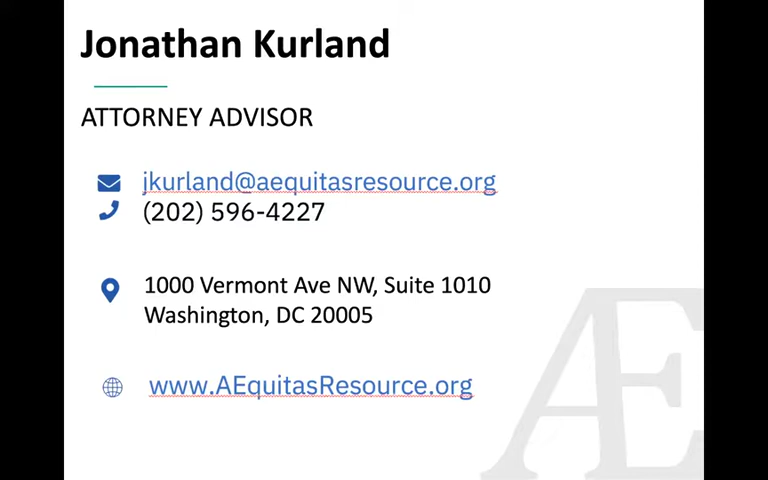 Jonathan Kurland
ATTORNEY ADVISOR
jkurland@aequitasresource.org
(202) 596-4227
1000 Vermont Ave NW, Suite 1010
Washington, DC 20005
www.AEquitasResource.org
Æ